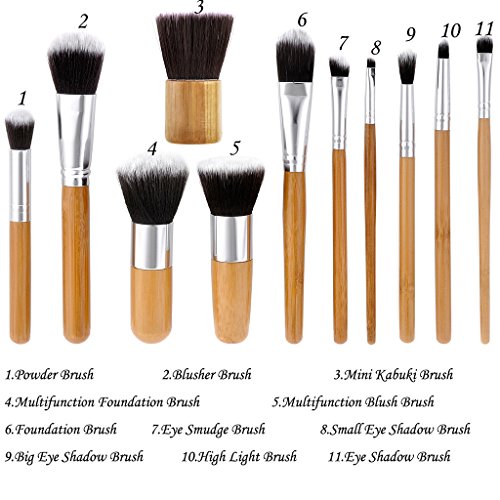 3
2
6
11
10
9
8
7
1
4
5
1.Powder Brush 2.Blusher Brush 3.Mini Kabuki Brush
4.Multifunction Foundation Brush 5.Multifunction Blush Brush
6.Foundation Brush 7.Eye Smudge Brush 8.Small Eye Shadow Brush
9.Big Eye Shadow Brush 10.High Light Brush 11.Eye Shadow Brush